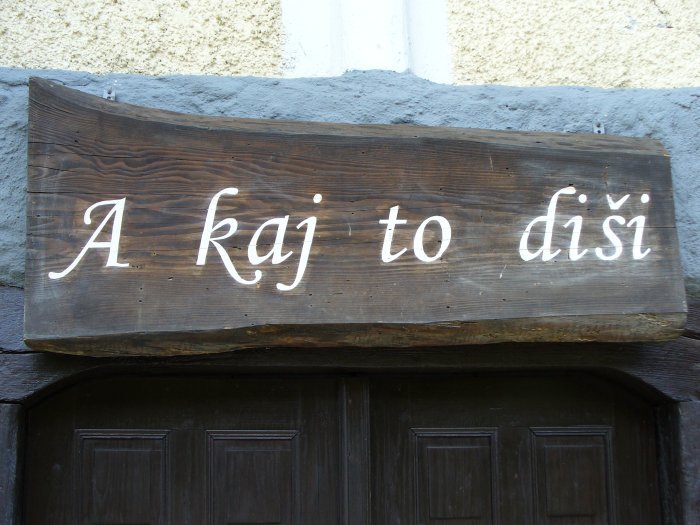 A kaj to diši